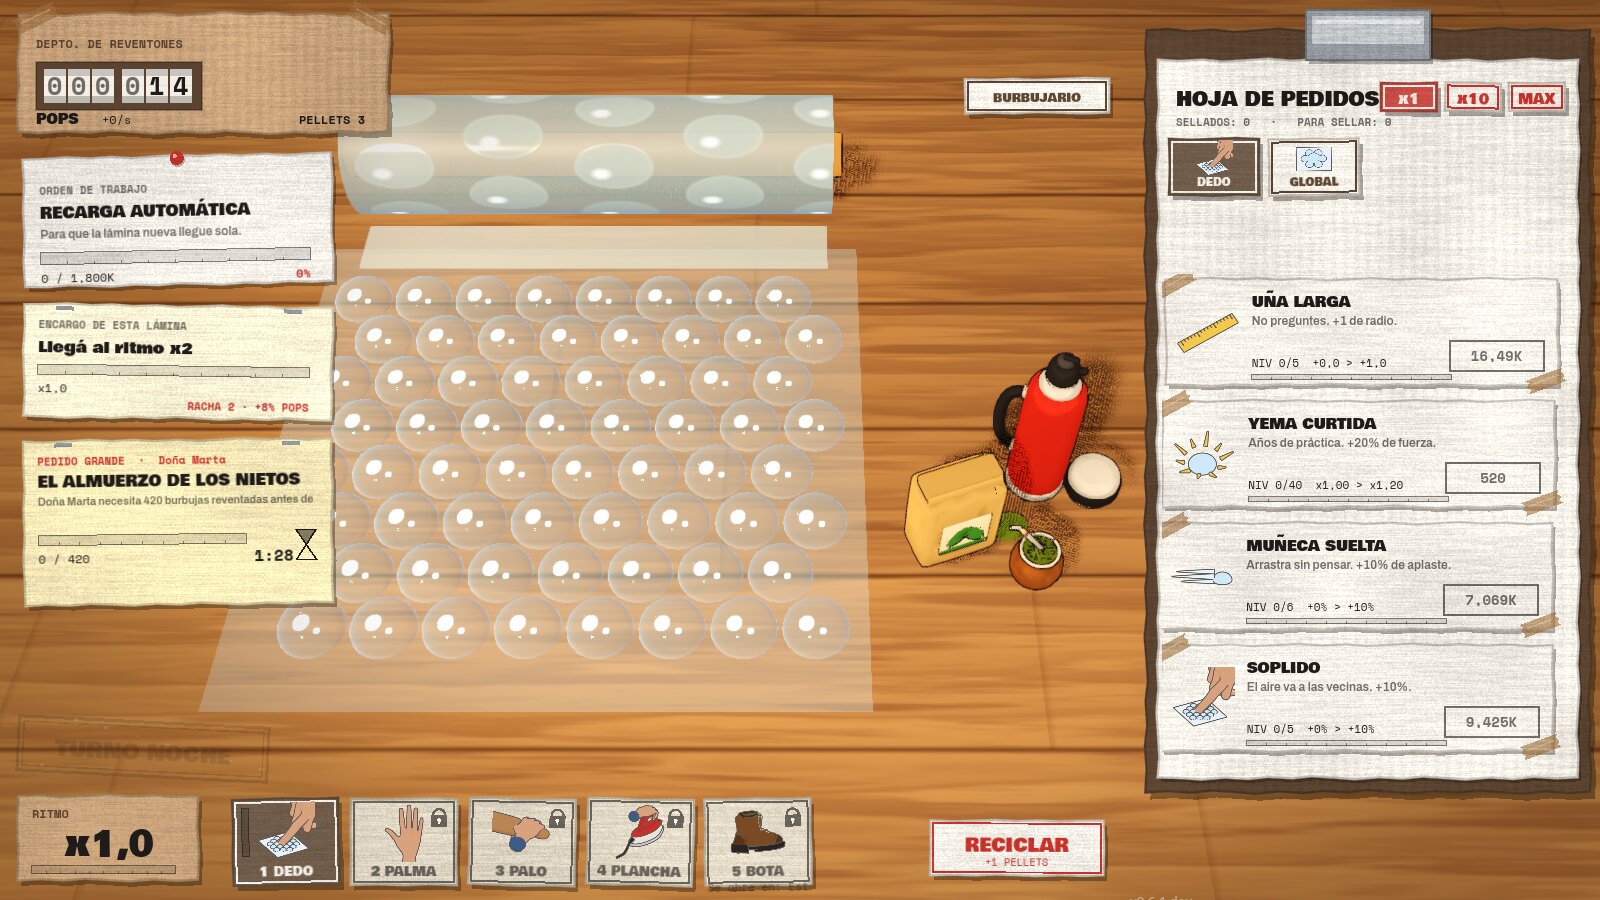 DEPTO. DE REVENTONES
000 014
POPS +0/s PELLETS 3
ORDEN DE TRABAJO
RECARGA AUTOMÁTICA
Para que la lámina nueva llegue sola.
0 / 1.800K 0%
ENCARGO DE ESTA LÁMINA
Llegá al ritmo x2
x1,0
RACHA 2 · +8% POPS
PEDIDO GRANDE · Doña Marta
EL ALMUERZO DE LOS NIETOS
Doña Marta necesita 420 burbujas reventadas antes de
0 / 420 1:28
TURNO NOCHE
RITMO
x1,0
1 DEDO
2 PALMA
3 PALO
4 PLANCHA
5 BOTA
BURBUJARIO
RECICLAR
+1 PELLETS
HOJA DE PEDIDOS x1 x10 MAX
SELLADOS: 0 · PARA SELLAR: 0
DEDO GLOBAL
UÑA LARGA
No preguntes. +1 de radio.
NIV 0/5 +0,0 > +1,0 16,49K
YEMA CURTIDA
Años de práctica. +20% de fuerza.
NIV 0/40 x1,00 > x1,20 520
MUÑECA SUELTA
Arrastra sin pensar. +10% de aplaste.
NIV 0/6 +0% > +10% 7,069K
SOPLIDO
El aire va a las vecinas. +10%.
NIV 0/5 +0% > +10% 9,425K